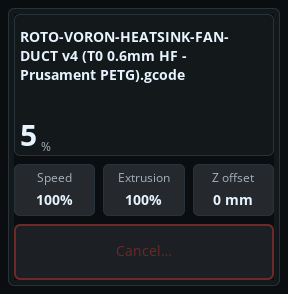 ROTO-VORON-HEATSINK-FAN-
DUCT v4 (T0 0.6mm HF -
Prusament PETG).gcode
5 %
Speed Extrusion Z offset
100% 100% 0 mm
Cancel...